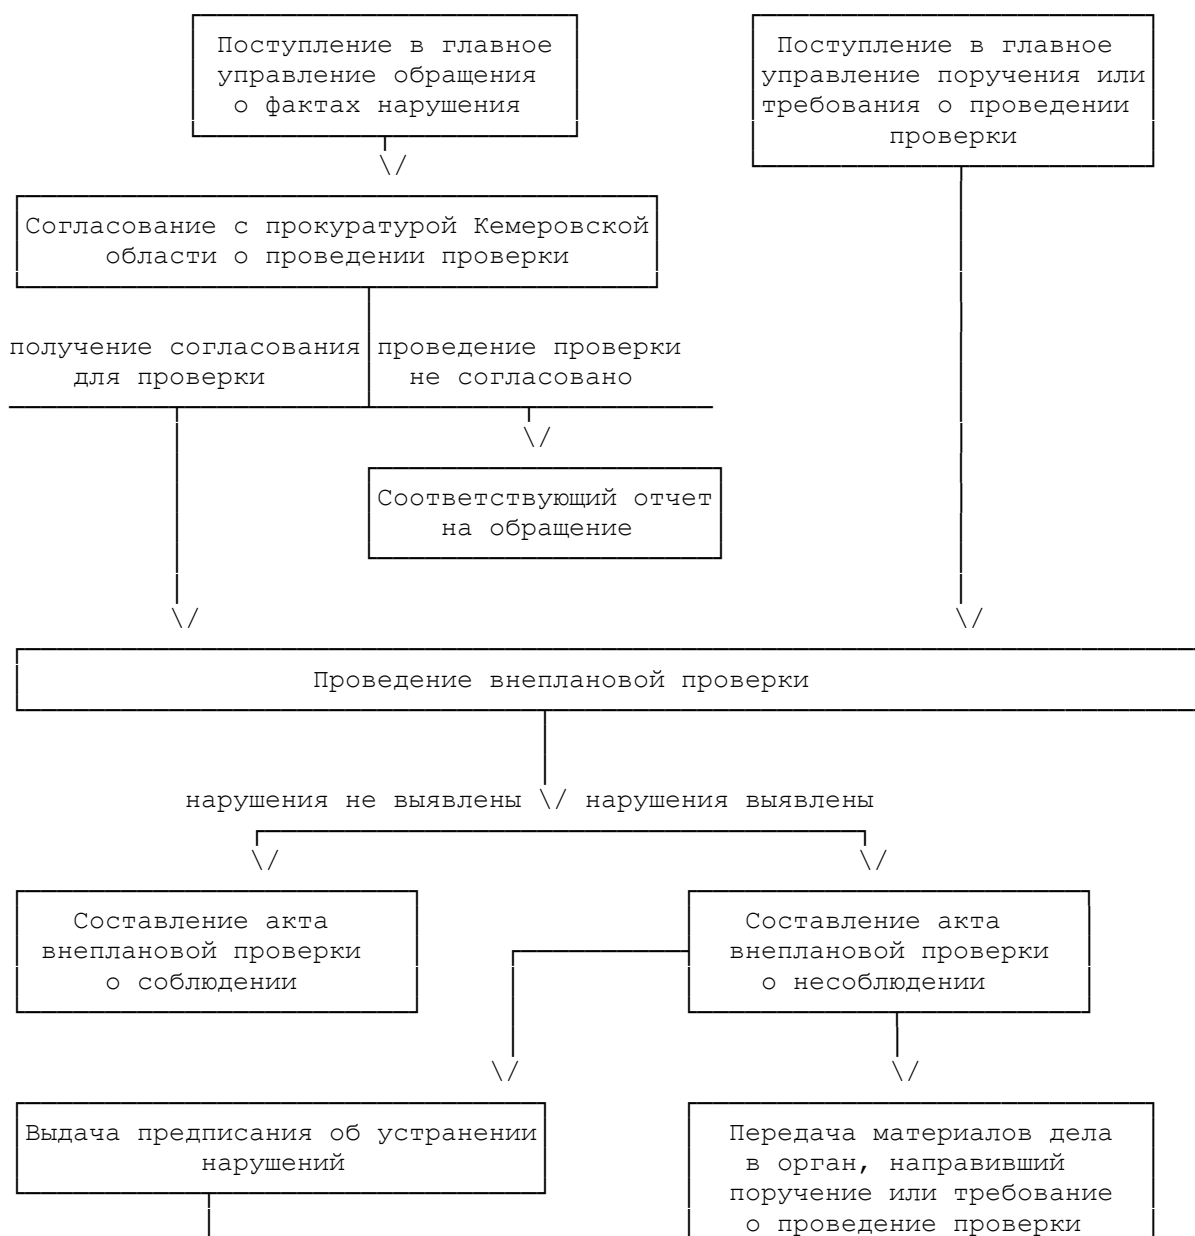 Поступление в главное
управление обращения
о фактах нарушения
Поступление в главное
управление поручения или
требования о проведении
проверки
\/
Согласование с прокуратурой Кемеровской
области о проведении проверки
получение согласования
для проверки
проведение проверки
не согласовано
\/
Соответствующий отчет
на обращение
\/ \/
Проведение внеплановой проверки
нарушения не выявлены \/ нарушения выявлены
\/ \/
Составление акта
внеплановой проверки
о соблюдении
Составление акта
внеплановой проверки
о несоблюдении
\/ \/
Выдача предписания об устранении
нарушений
Передача материалов дела
в орган, направивший
поручение или требование
о проведение проверки